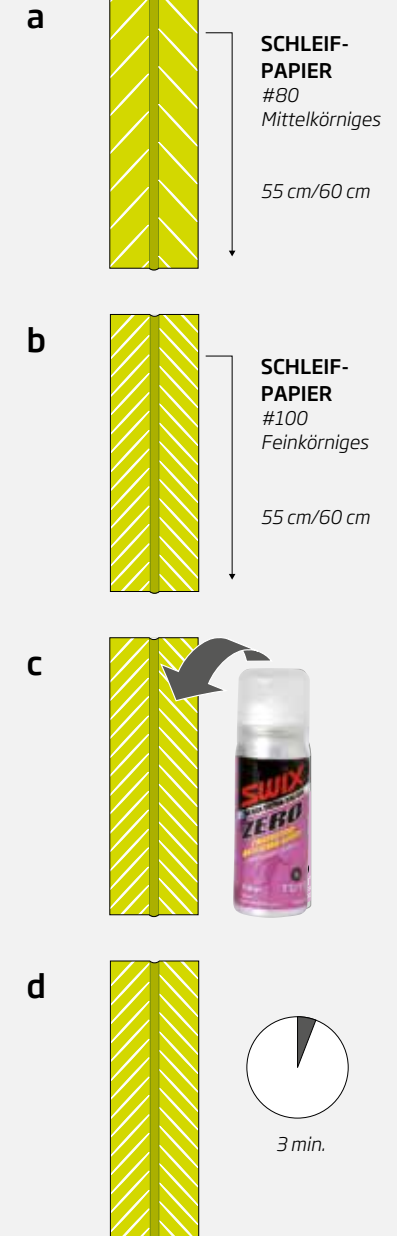 a
SCHLEIF-
PAPIER
#80
Mittelkörniges
55 cm/60 cm
b
SCHLEIF-
PAPIER
#100
Feinkörniges
55 cm/60 cm
c
SWIX
ZERO
d
3 min.